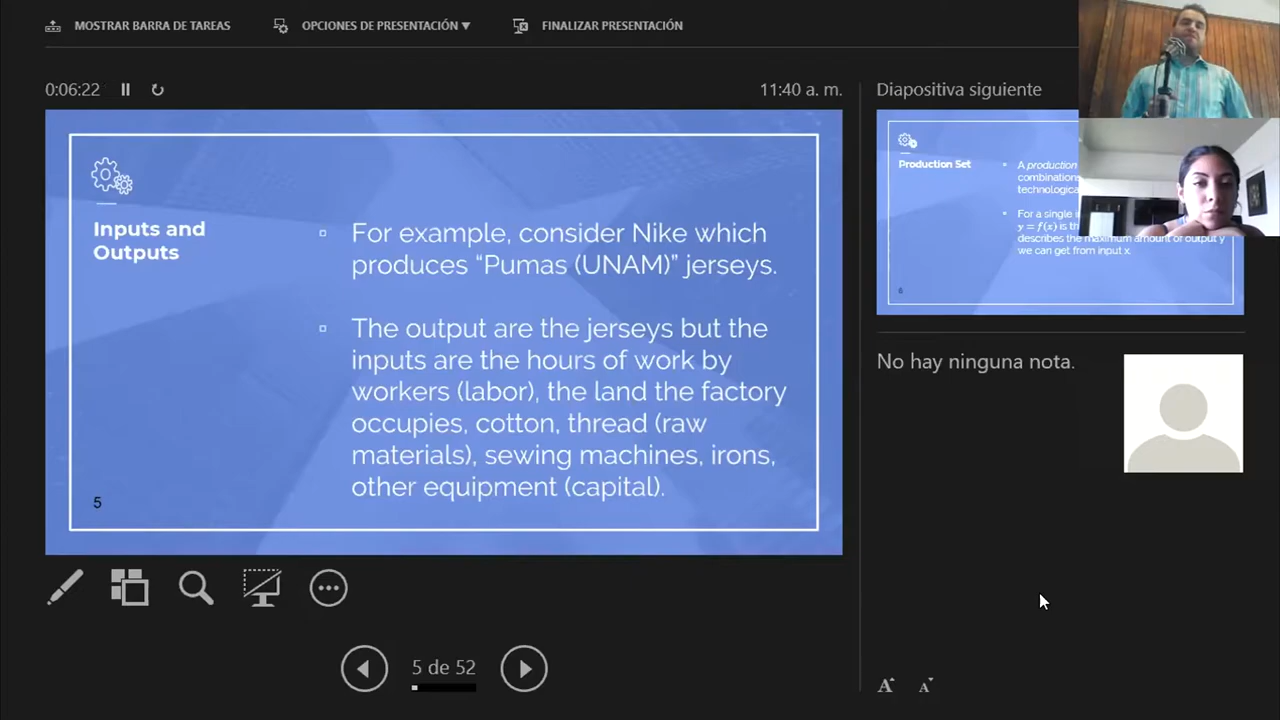 MOSTRAR BARRA DE TAREAS
OPCIONES DE PRESENTACIÓN ▼
FINALIZAR PRESENTACIÓN
0:06:22
11:40 a. m.
Inputs and
Outputs
▫ For example, consider Nike which
produces “Pumas (UNAM)” jerseys.
▫ The output are the jerseys but the
inputs are the hours of work by
workers (labor), the land the factory
occupies, cotton, thread (raw
materials), sewing machines, irons,
other equipment (capital).
5
5 de 52
Diapositiva siguiente
Production Set
▫ A production
combinations
technological
▫ For a single
y = f(x) is
describes the maximum amount of output y
we can get from input x.
6
No hay ninguna nota.
A A